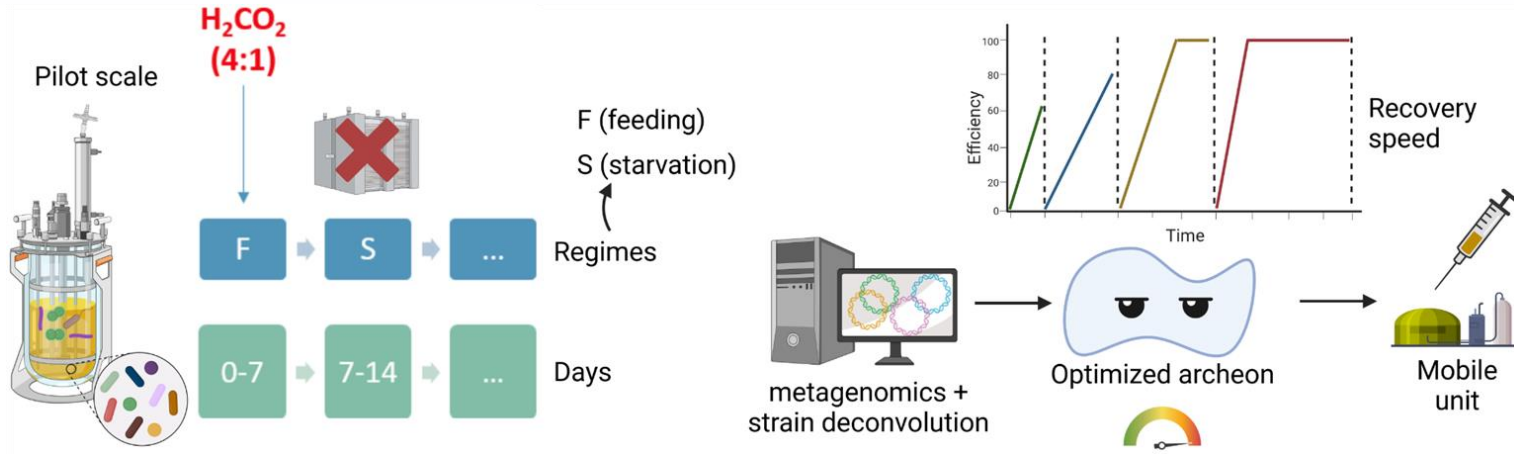 H₂CO₂
(4:1)
Pilot scale
F (feeding)
S (starvation)
F
S
...
Regimes
0-7
7-14
...
Days
metagenomics +
strain deconvolution
Efficiency
100
80
60
40
20
0
Time
Recovery
speed
Optimized archeon
Mobile
unit